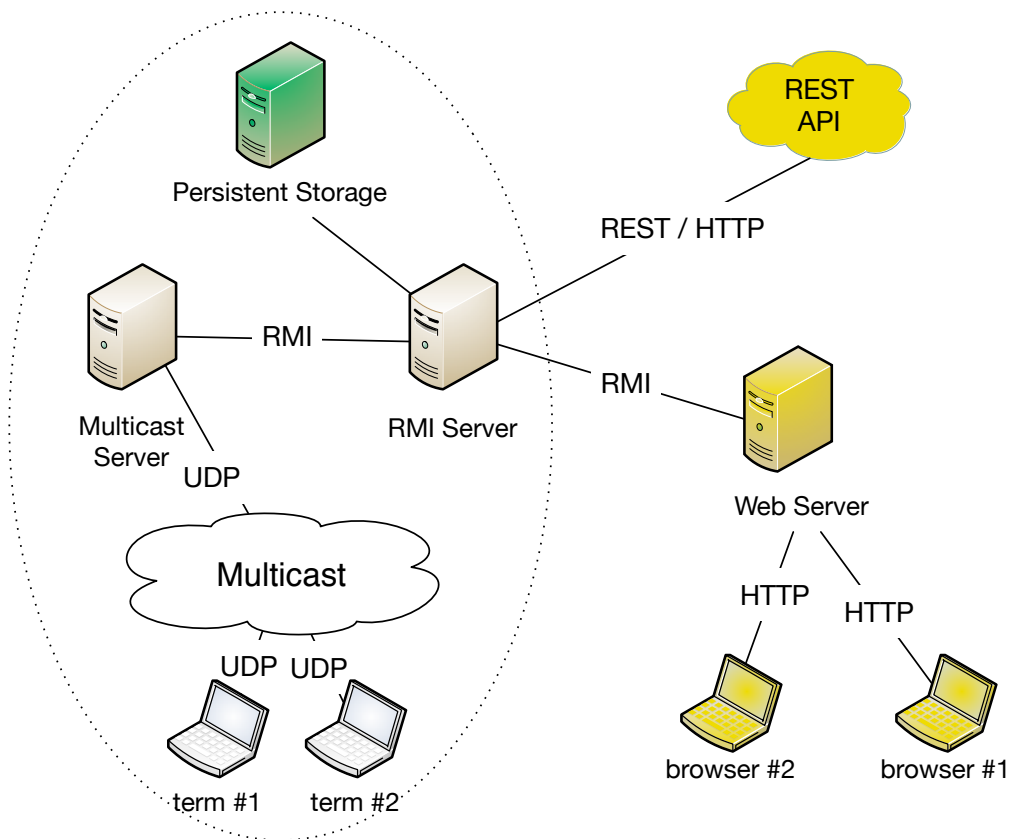 REST
API
Persistent Storage
REST / HTTP
RMI
RMI
Multicast
Server
RMI Server
UDP
Web Server
Multicast
HTTP
HTTP
UDP
UDP
browser #2
browser #1
term #1
term #2